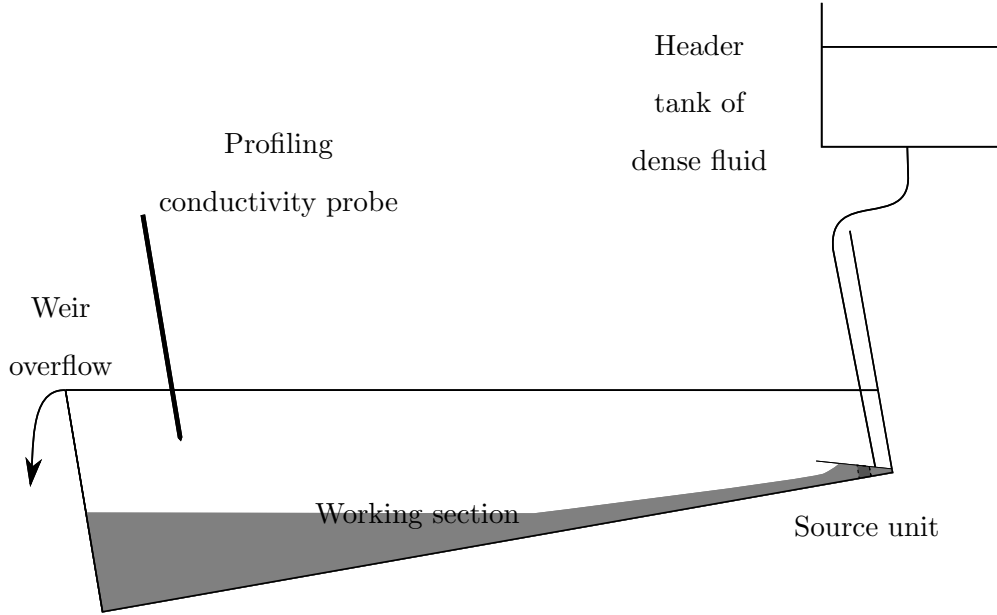 Header
tank of
dense fluid
Profiling
conductivity probe
Weir
overflow
Working section
Source unit